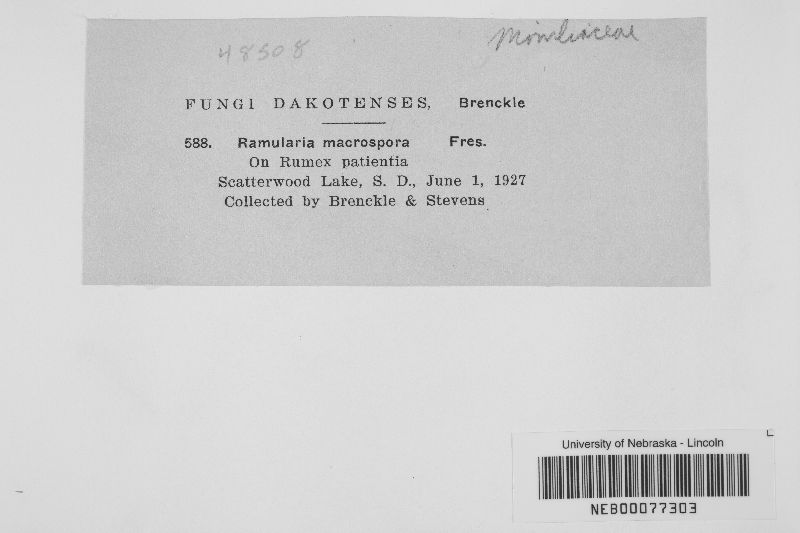 48508
Moniliaceae
FUNGI DAKOTENSES, Brenckle
588. Ramularia macrospora Fres.
On Rumex patientia
Scatterwood Lake, S. D., June 1, 1927
Collected by Brenckle & Stevens
University of Nebraska - Lincoln
NEB00077303